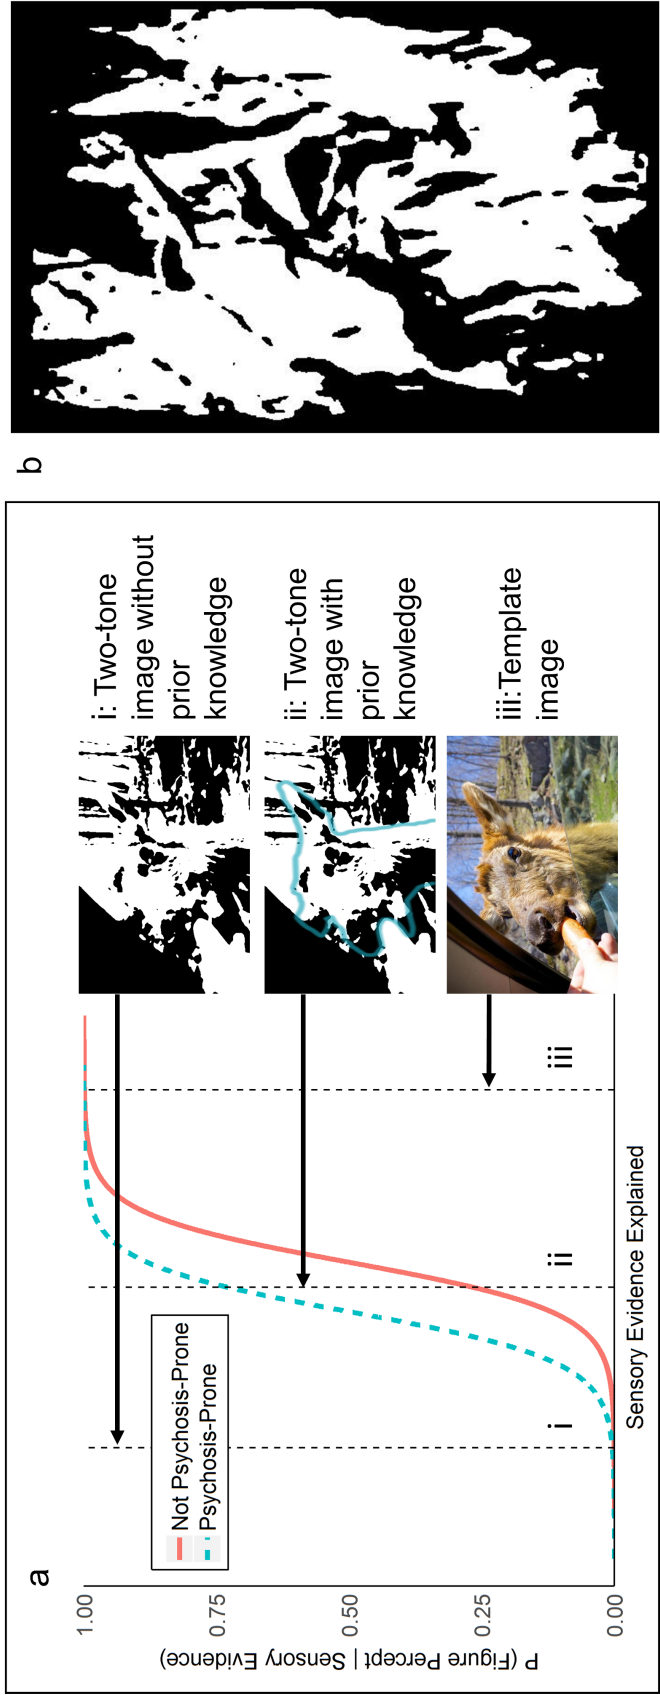 a
1.00
0.75
0.50
0.25
0.00
P (Figure Percept | Sensory Evidence)
Not Psychosis-Prone
Psychosis-Prone
i
ii
iii
Sensory Evidence Explained
i: Two-tone
image without
prior
knowledge
ii: Two-tone
image with
prior
knowledge
iii:Template
image
b